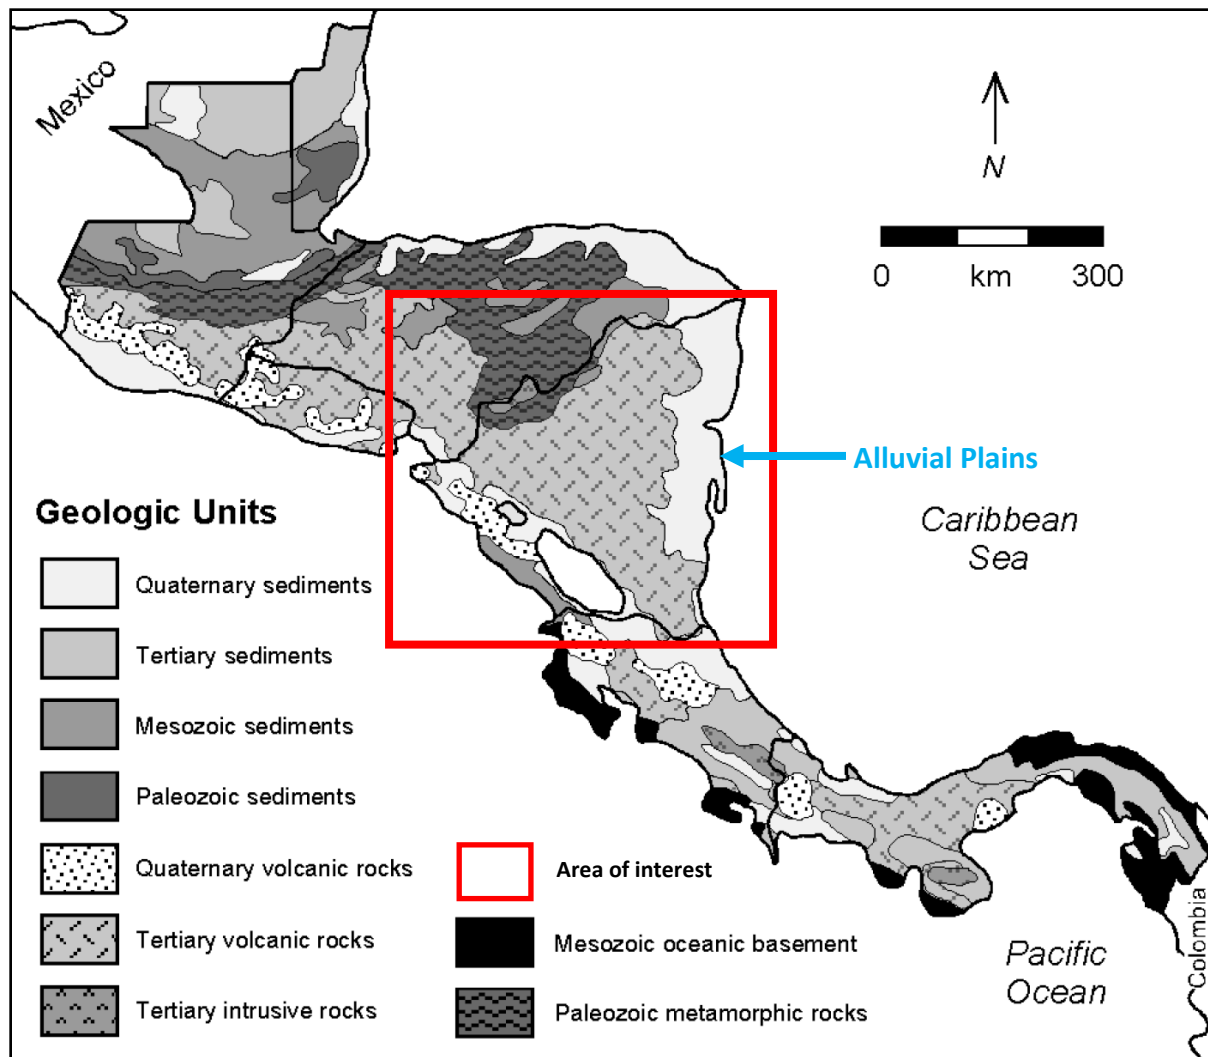 Mexico
N
0 km 300
Alluvial Plains
Caribbean
Sea
Geologic Units
Quaternary sediments
Tertiary sediments
Mesozoic sediments
Paleozoic sediments
Quaternary volcanic rocks
Tertiary volcanic rocks
Tertiary intrusive rocks
Area of interest
Mesozoic oceanic basement
Paleozoic metamorphic rocks
Pacific
Ocean
Colombia